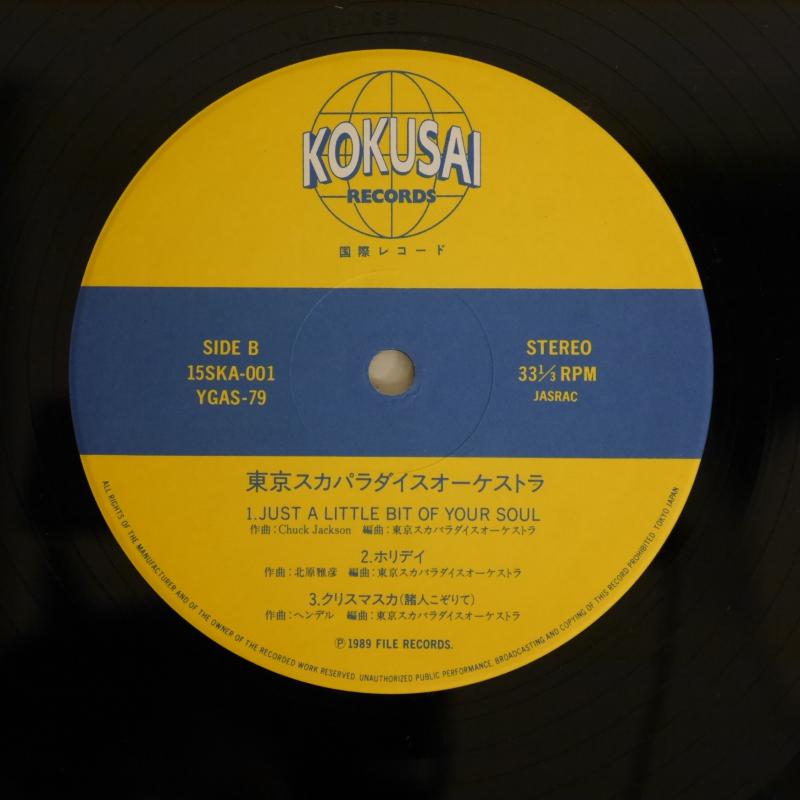 KOKUSAI
RECORDS
国際レコード
SIDE B
15SKA-001
YGAS-79
STEREO
33⅓ RPM
JASRAC
東京スカパラダイスオーケストラ
1.JUST A LITTLE BIT OF YOUR SOUL
作曲:Chuck Jackson 編曲:東京スカパラダイスオーケストラ
2.ホリデイ
作曲:北原雅彦 編曲:東京スカパラダイスオーケストラ
3.クリスマスカ(諸人こぞりて)
作曲:ヘンデル 編曲:東京スカパラダイスオーケストラ
Ⓟ1989 FILE RECORDS.
ALL RIGHTS OF THE MANUFACTURER AND OF THE OWNER OF THE RECORDED WORK RESERVED. UNAUTHORIZED PUBLIC PERFORMANCE, BROADCASTING AND COPYING OF THIS RECORD PROHIBITED. TOKYO JAPAN